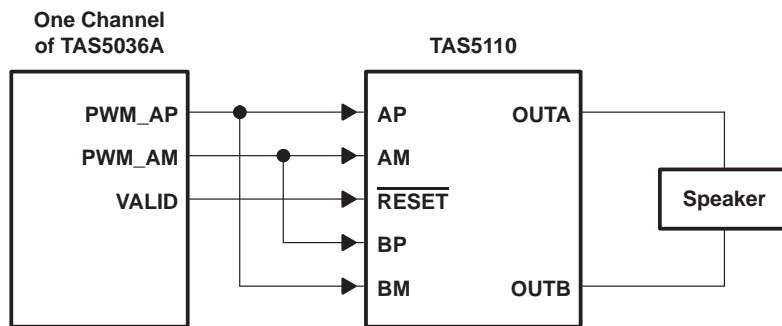 One Channel
of TAS5036A
TAS5110
PWM_AP
PWM_AM
VALID
AP
AM
RESET
BP
BM
OUTA
OUTB
Speaker